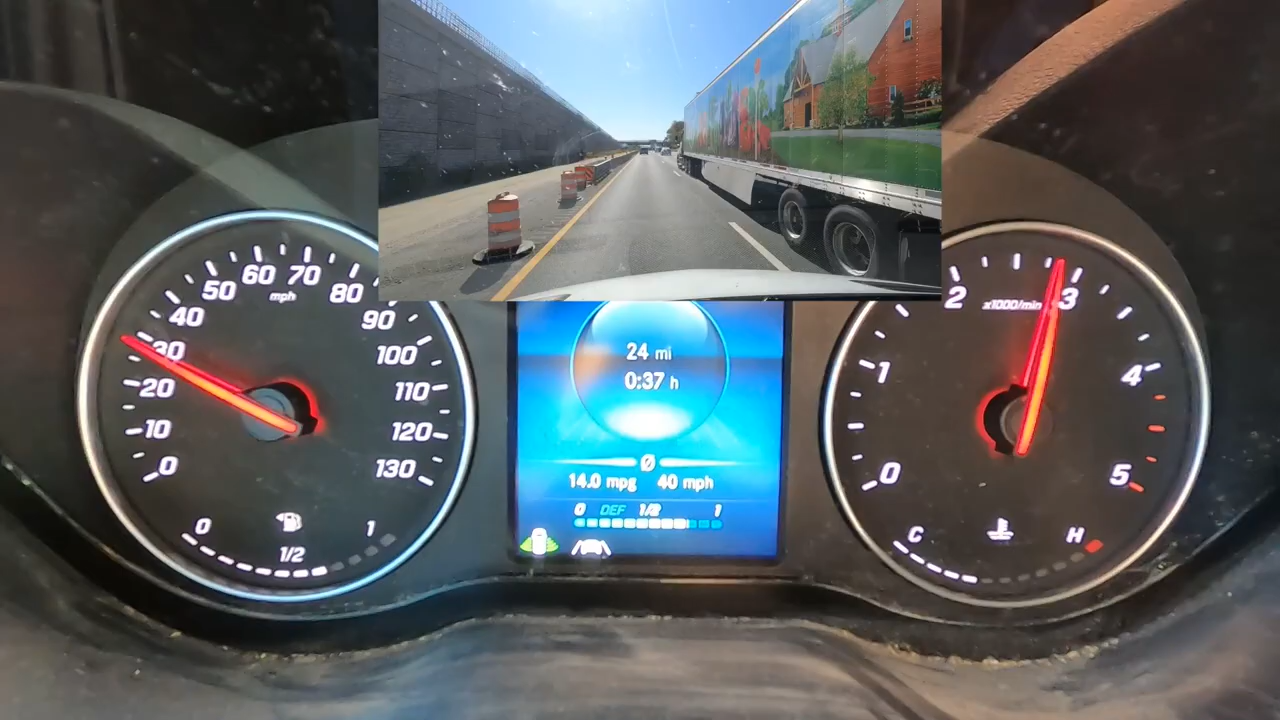 60 70
50 mph 80
40 90
30 100
20 110
10 120
0 130
0 1
1/2
24 mi
0:37 h
Ø
14.0 mpg 40 mph
0 DEF 1/2 1
2 x1000/min 3
1 4
0 5
C H